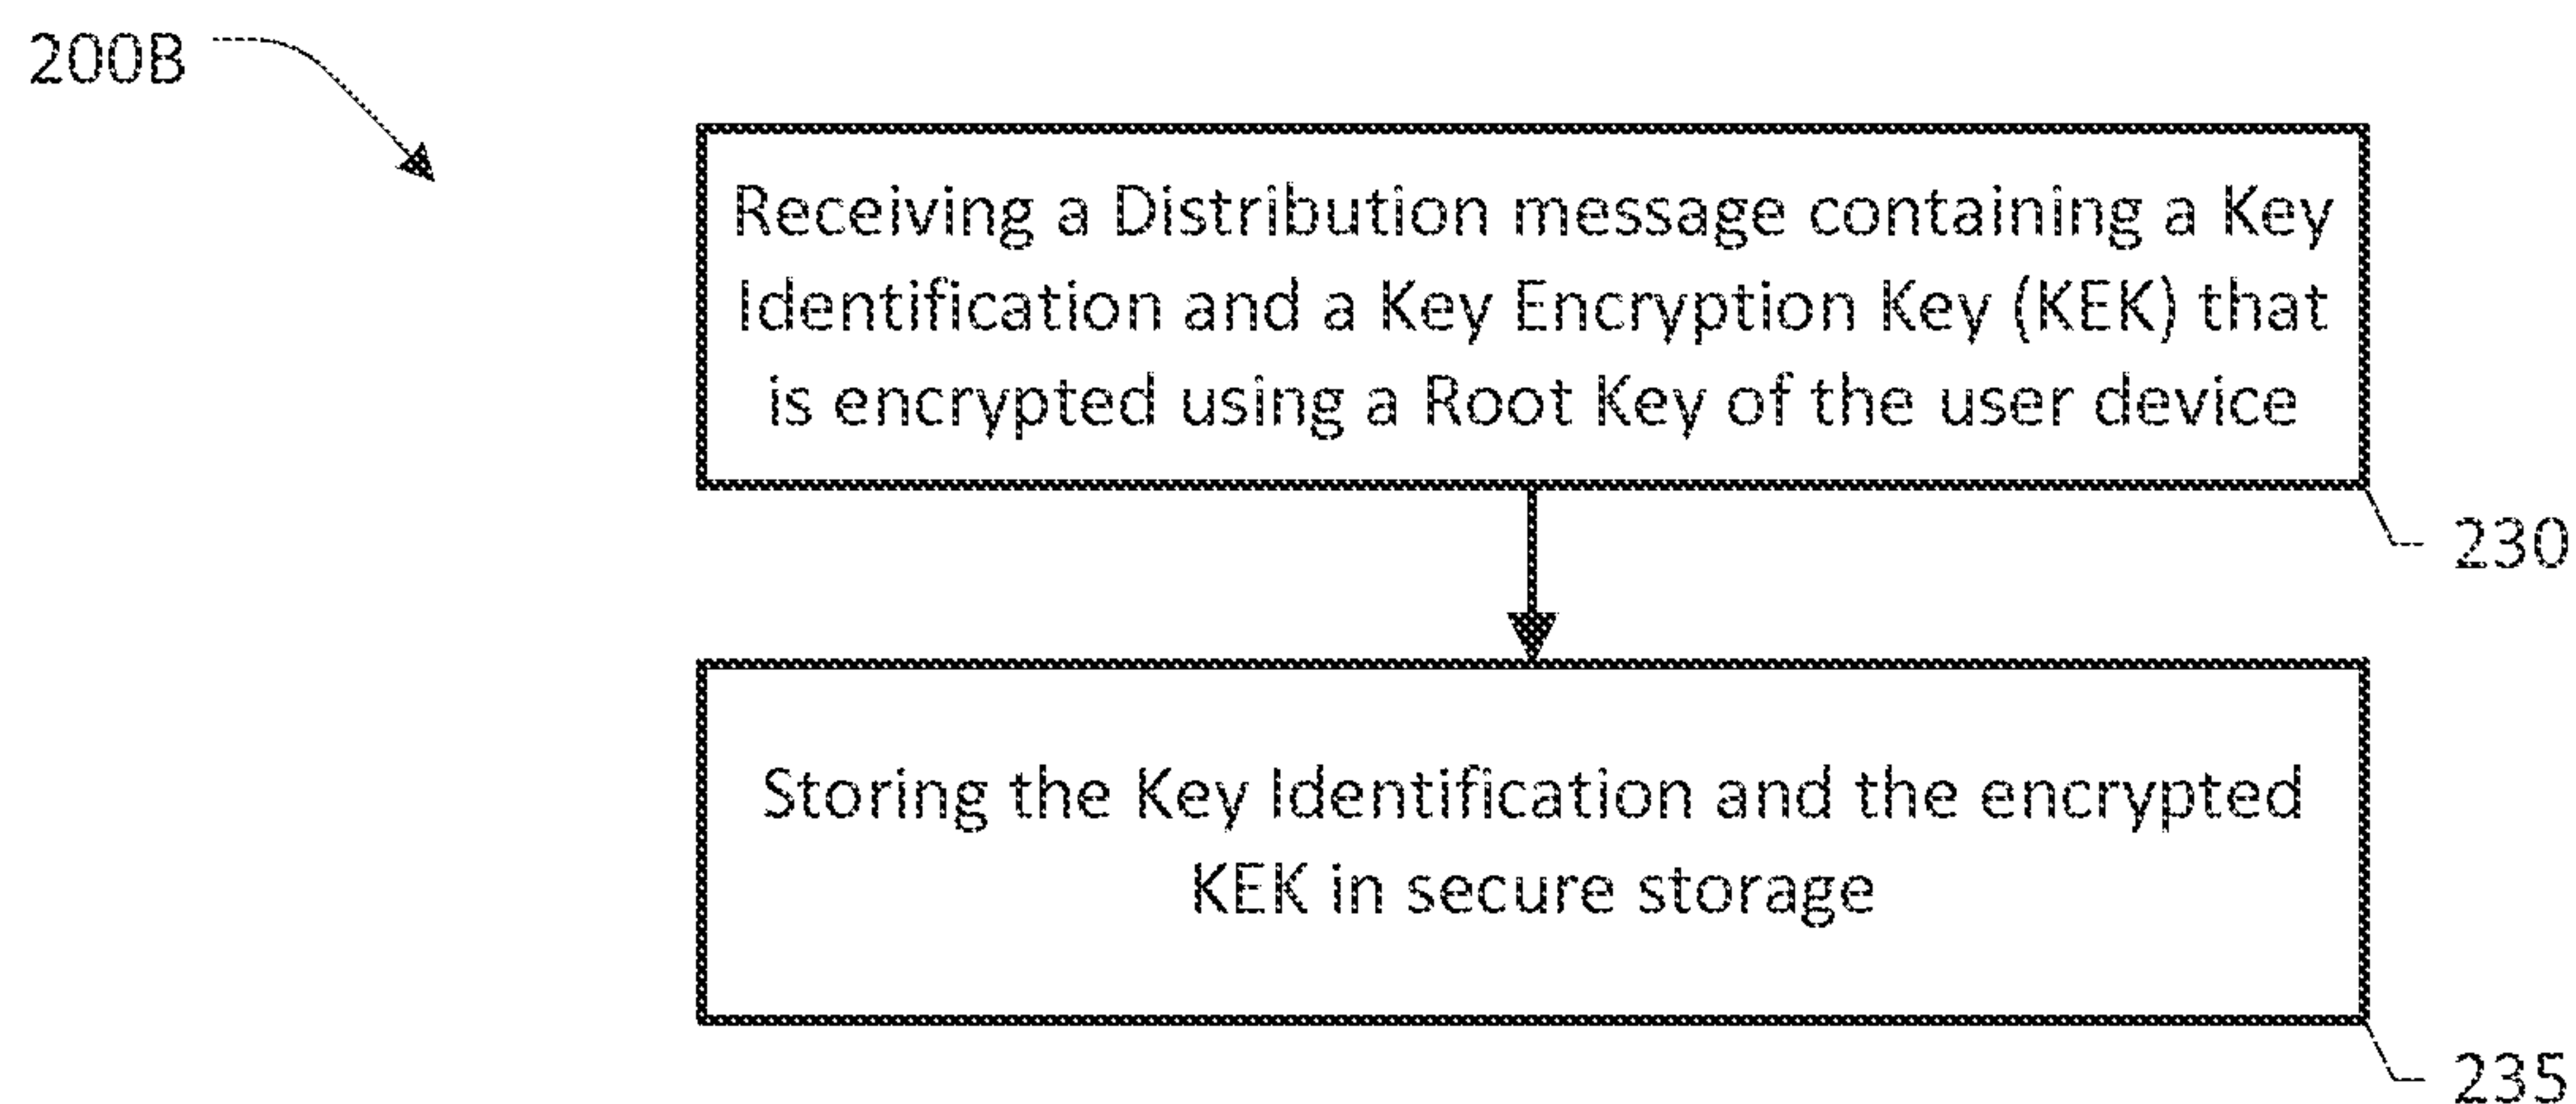 200B
Receiving a Distribution message containing a Key
Identification and a Key Encryption Key (KEK) that
is encrypted using a Root Key of the user device
230
Storing the Key Identification and the encrypted
KEK in secure storage
235